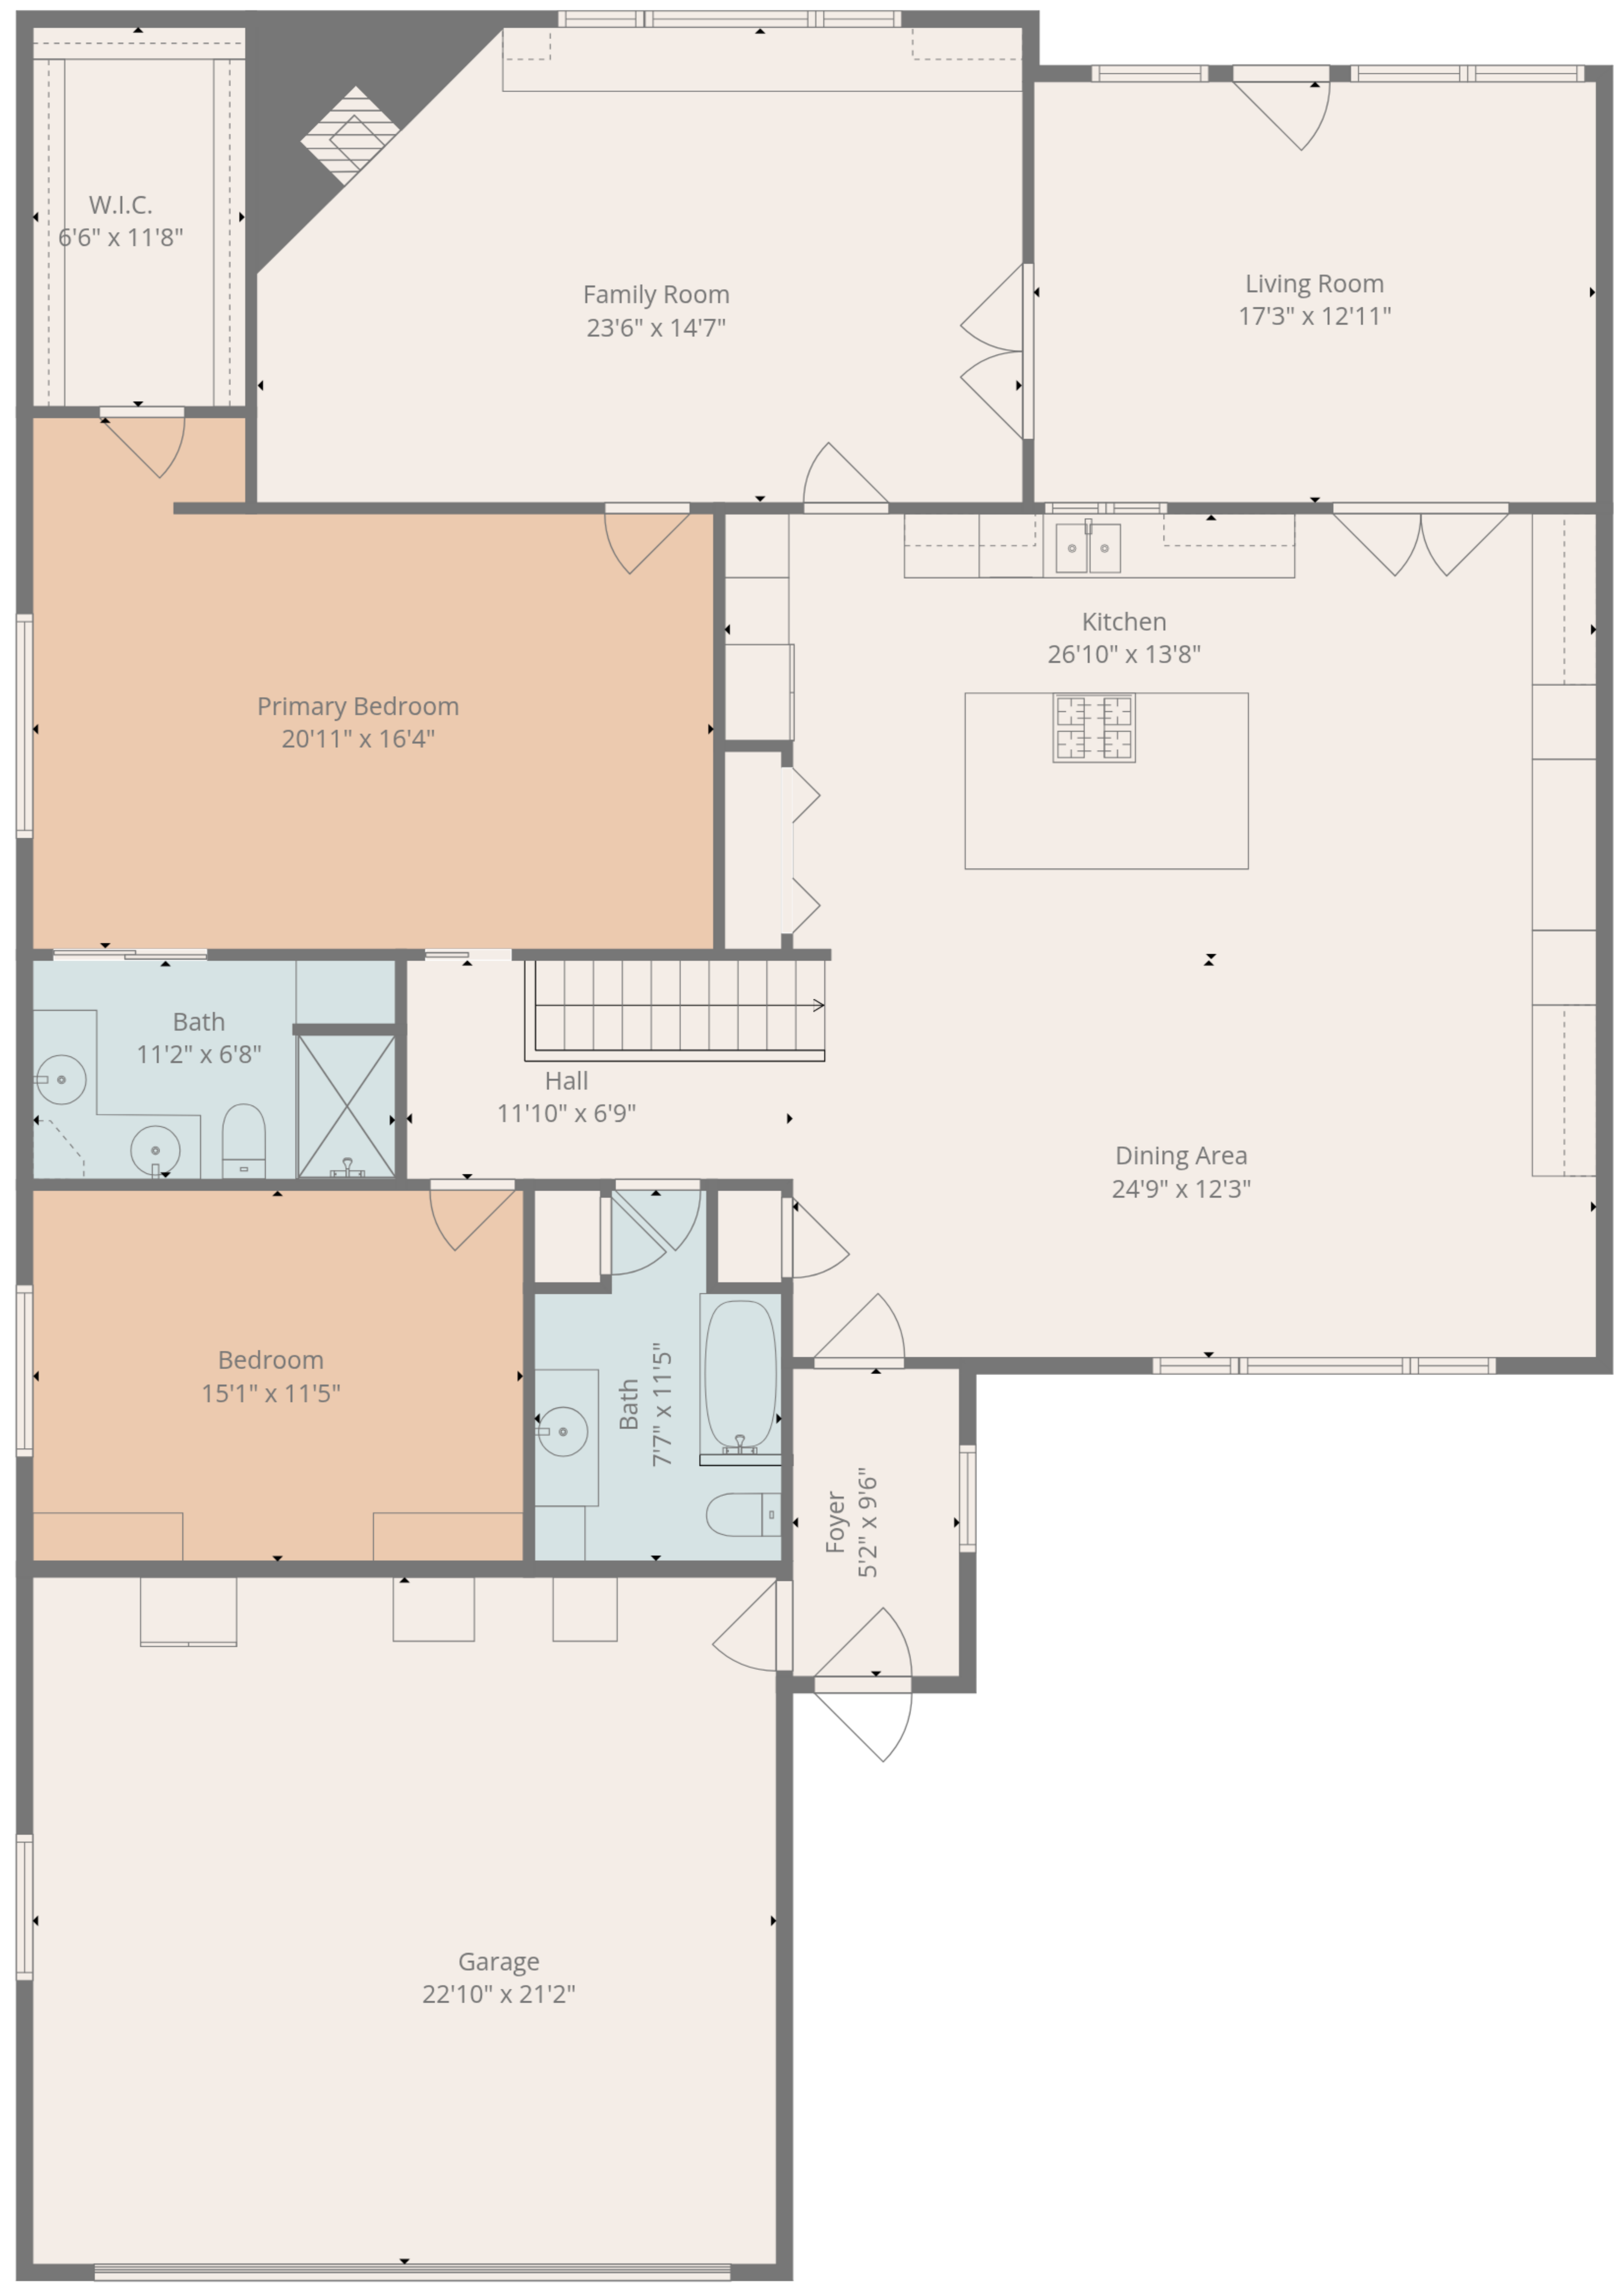 W.I.C.
6'6" x 11'8"
Family Room
23'6" x 14'7"
Living Room
17'3" x 12'11"
Kitchen
26'10" x 13'8"
Primary Bedroom
20'11" x 16'4"
Bath
11'2" x 6'8"
Hall
11'10" x 6'9"
Dining Area
24'9" x 12'3"
Bedroom
15'1" x 11'5"
Bath
7'7" x 11'5"
Foyer
5'2" x 9'6"
Garage
22'10" x 21'2"